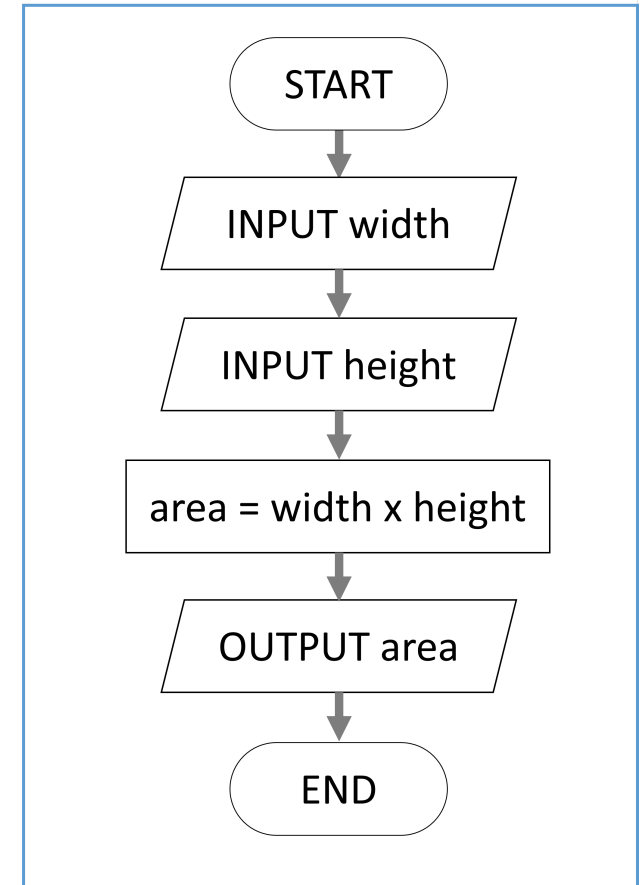 START
INPUT width
INPUT height
area = width x height
OUTPUT area
END